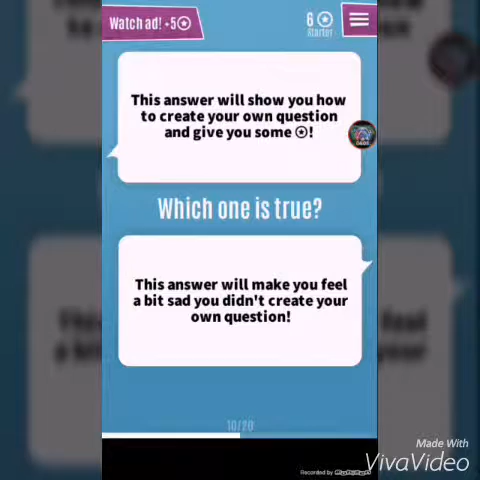 Watch ad! +5
6
Starter
This answer will show you how
to create your own question
and give you some !
Which one is true?
This answer will make you feel
a bit sad you didn't create your
own question!
10/20
Made With
VivaVideo
Recorded by